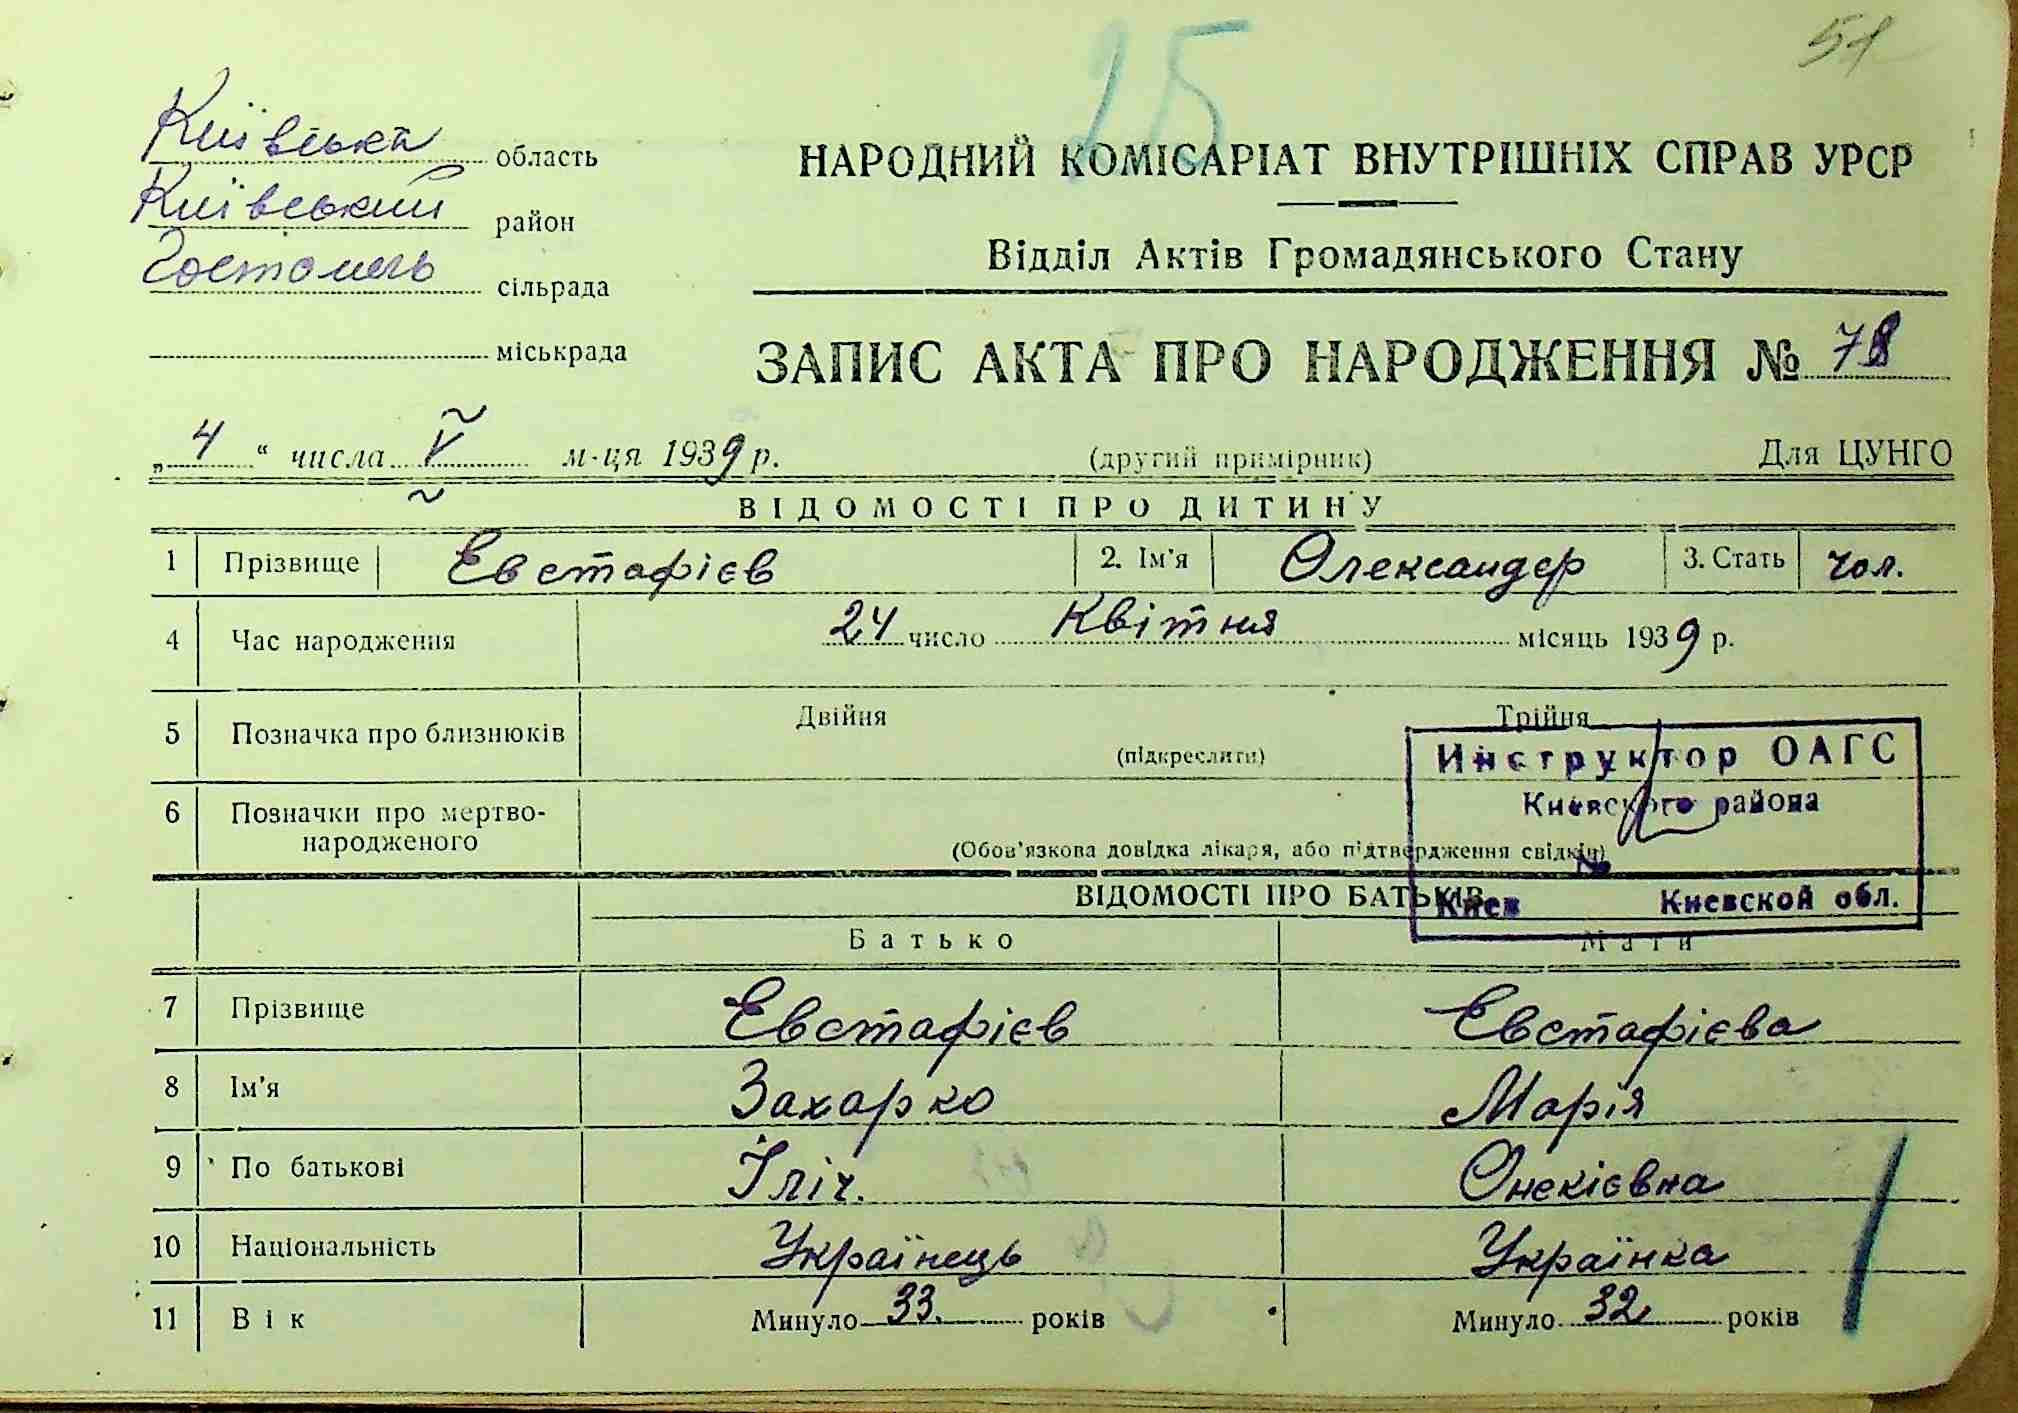 25
51
Київська область
Київський район
Гостомель сільрада
міськрада
НАРОДНИЙ КОМІСАРІАТ ВНУТРІШНІХ СПРАВ УРСР
Відділ Актів Громадянського Стану
ЗАПИС АКТА ПРО НАРОДЖЕННЯ № 78
„4“ числа V м-ця 1939 р. (другий примірник) Для ЦУНГО
ВІДОМОСТІ ПРО ДИТИНУ
1 Прізвище Евстафієв 2. Ім’я Олександер 3. Стать чол.
4 Час народження 24 число Квітня місяць 1939 р.
5 Позначка про близнюків Двійня Трійня
(підкреслити)
6 Позначки про мертво-
народженого
(Обов’язкова довідка лікаря, або підтвердження свідків)
Инструктор ОАГС
Киевского района
№
Киев Киевской обл.
ВІДОМОСТІ ПРО БАТЬКІВ
Батько Мати
7 Прізвище Евстафієв Евстафієва
8 Ім’я Захарко Марія
9 По батькові Іліч. Онекієвна
10 Національність Українець Українка
11 Вік Минуло 33. років Минуло 32 років